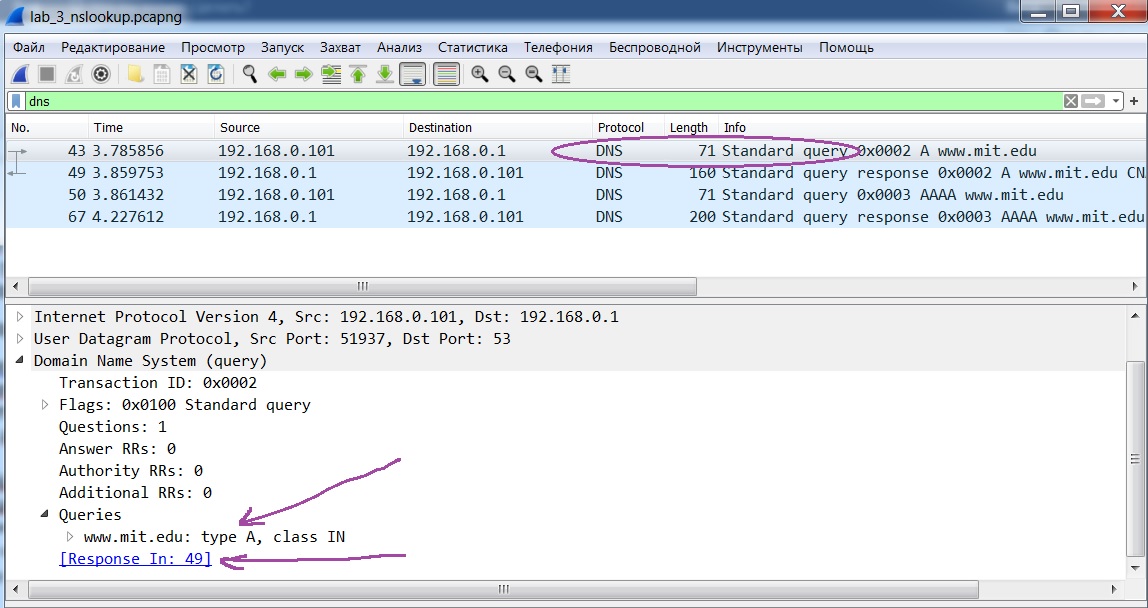 lab_3_nslookup.pcapng
Файл Редактирование Просмотр Запуск Захват Анализ Статистика Телефония Беспроводной Инструменты Помощь
dns
No. Time Source Destination Protocol Length Info
43 3.785856 192.168.0.101 192.168.0.1 DNS 71 Standard query 0x0002 A www.mit.edu
49 3.859753 192.168.0.1 192.168.0.101 DNS 160 Standard query response 0x0002 A www.mit.edu CN
50 3.861432 192.168.0.101 192.168.0.1 DNS 71 Standard query 0x0003 AAAA www.mit.edu
67 4.227612 192.168.0.1 192.168.0.101 DNS 200 Standard query response 0x0003 AAAA www.mit
Internet Protocol Version 4, Src: 192.168.0.101, Dst: 192.168.0.1
User Datagram Protocol, Src Port: 51937, Dst Port: 53
Domain Name System (query)
Transaction ID: 0x0002
Flags: 0x0100 Standard query
Questions: 1
Answer RRs: 0
Authority RRs: 0
Additional RRs: 0
Queries
www.mit.edu: type A, class IN
[Response In: 49]